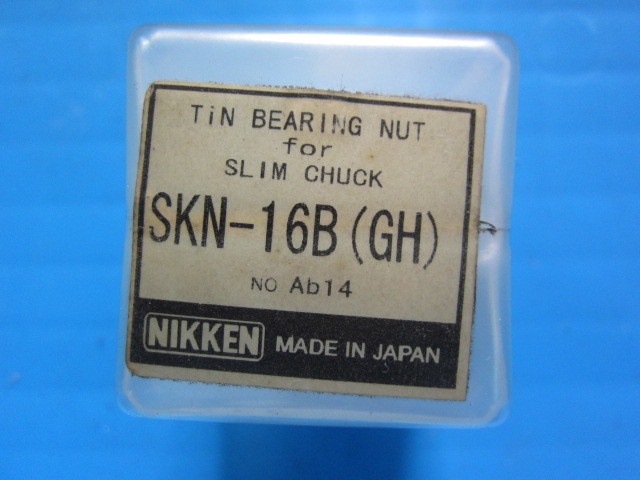 TiN BEARING NUT
for
SLIM CHUCK
SKN-16B(GH)
NO Ab14
NIKKEN MADE IN JAPAN